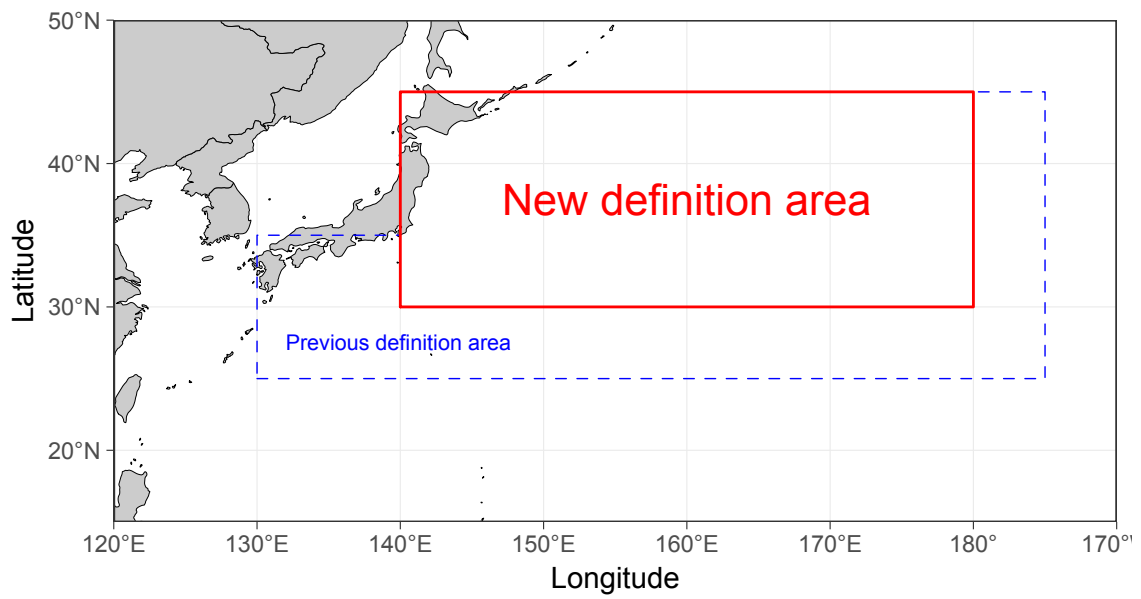 50°N
40°N
30°N
20°N
Latitude
New definition area
Previous definition area
120°E 130°E 140°E 150°E 160°E 170°E 180° 170°W
Longitude